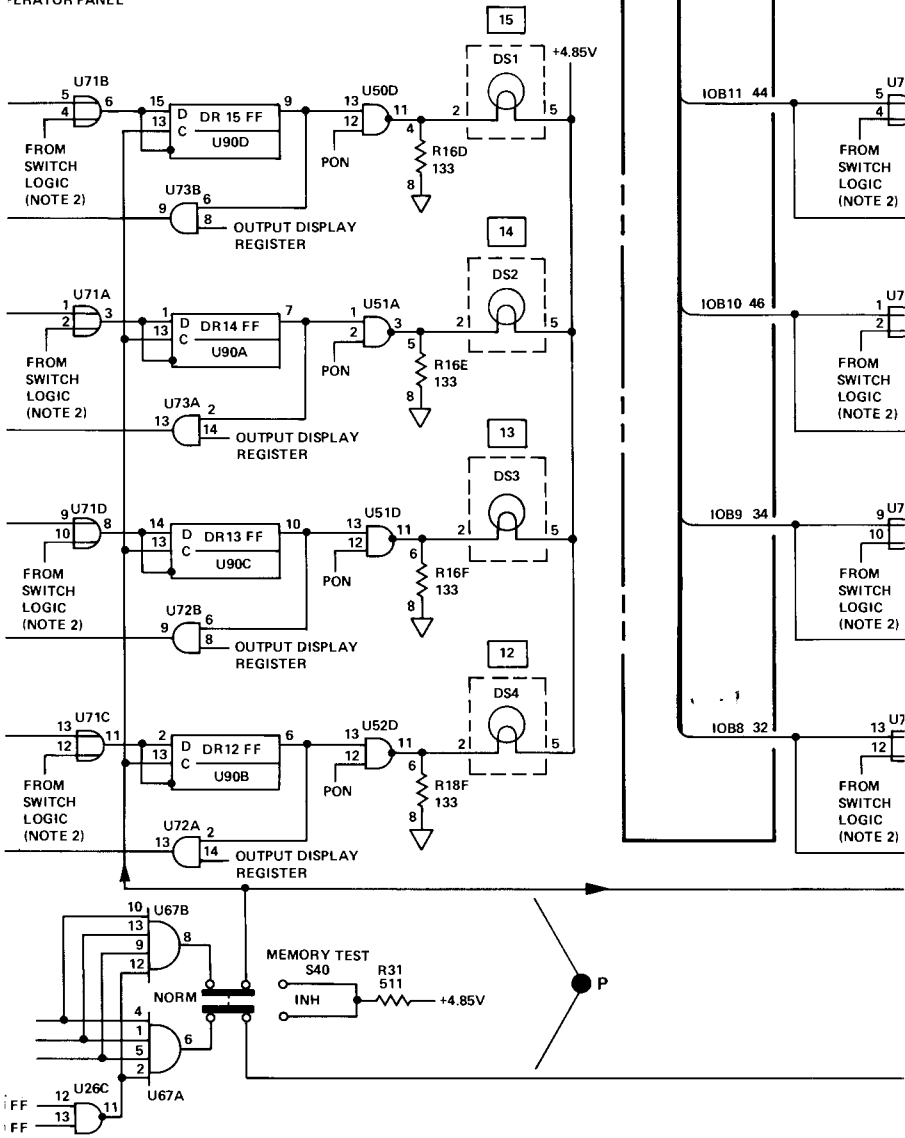 15
DS1
+4.85V
U71B
5
4
6
15
13
D
C
DR 15 FF
U90D
9
U50D
13
12
11
PON
4
R16D
133
8
2
5
FROM
SWITCH
LOGIC
(NOTE 2)
U73B
9
6
8
OUTPUT DISPLAY
REGISTER
IOB11 44
5
4
FROM
SWITCH
LOGIC
(NOTE 2)
14
DS2
U71A
1
2
3
1
13
D
C
DR14 FF
U90A
7
U51A
1
2
3
PON
5
R16E
133
8
2
5
FROM
SWITCH
LOGIC
(NOTE 2)
U73A
13
2
14
OUTPUT DISPLAY
REGISTER
IOB10 46
1
2
FROM
SWITCH
LOGIC
(NOTE 2)
13
DS3
U71D
9
10
8
14
13
D
C
DR13 FF
U90C
10
U51D
13
12
11
PON
6
R16F
133
8
2
5
FROM
SWITCH
LOGIC
(NOTE 2)
U72B
9
6
8
OUTPUT DISPLAY
REGISTER
IOB9 34
9
10
FROM
SWITCH
LOGIC
(NOTE 2)
12
DS4
U71C
13
12
11
2
13
D
C
DR12 FF
U90B
6
U52D
13
12
11
PON
6
R18F
133
8
2
5
FROM
SWITCH
LOGIC
(NOTE 2)
U72A
13
2
14
OUTPUT DISPLAY
REGISTER
IOB8 32
13
12
FROM
SWITCH
LOGIC
(NOTE 2)
10
13
9
12
U67B
8
NORM
MEMORY TEST
S40
INH
R31
511
+4.85V
P
4
1
5
2
6
U67A
U26C
12
13
11
FF
FF